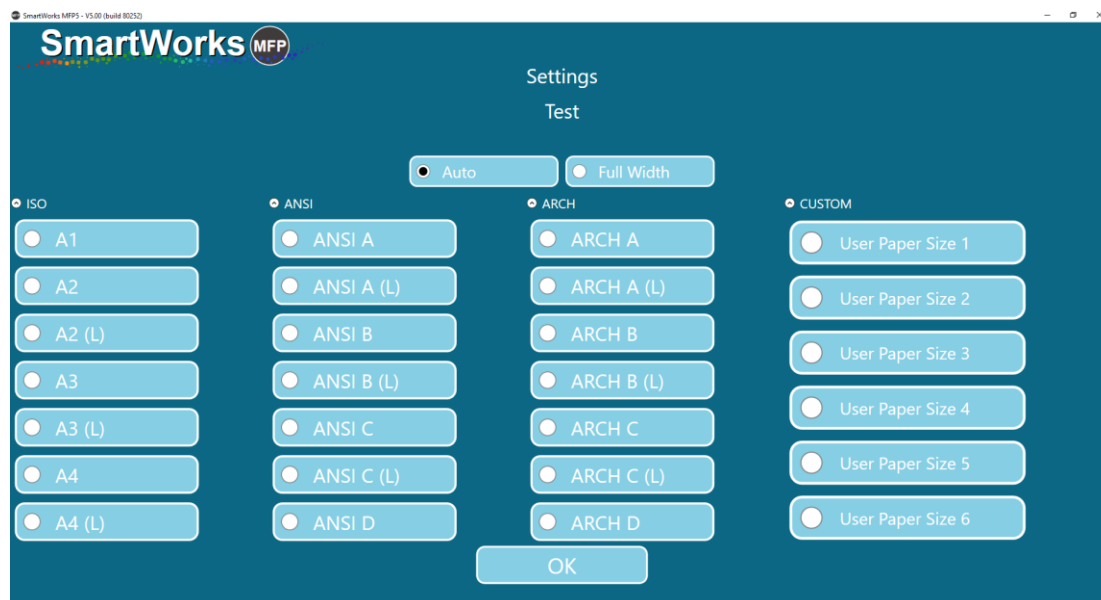 SmartWorks MFP5 - V5.00 (build 80252)
SmartWorks MFP
Settings
Test
Auto
Full Width
ISO
A1
A2
A2 (L)
A3
A3 (L)
A4
A4 (L)
ANSI
ANSI A
ANSI A (L)
ANSI B
ANSI B (L)
ANSI C
ANSI C (L)
ANSI D
ARCH
ARCH A
ARCH A (L)
ARCH B
ARCH B (L)
ARCH C
ARCH C (L)
ARCH D
CUSTOM
User Paper Size 1
User Paper Size 2
User Paper Size 3
User Paper Size 4
User Paper Size 5
User Paper Size 6
OK